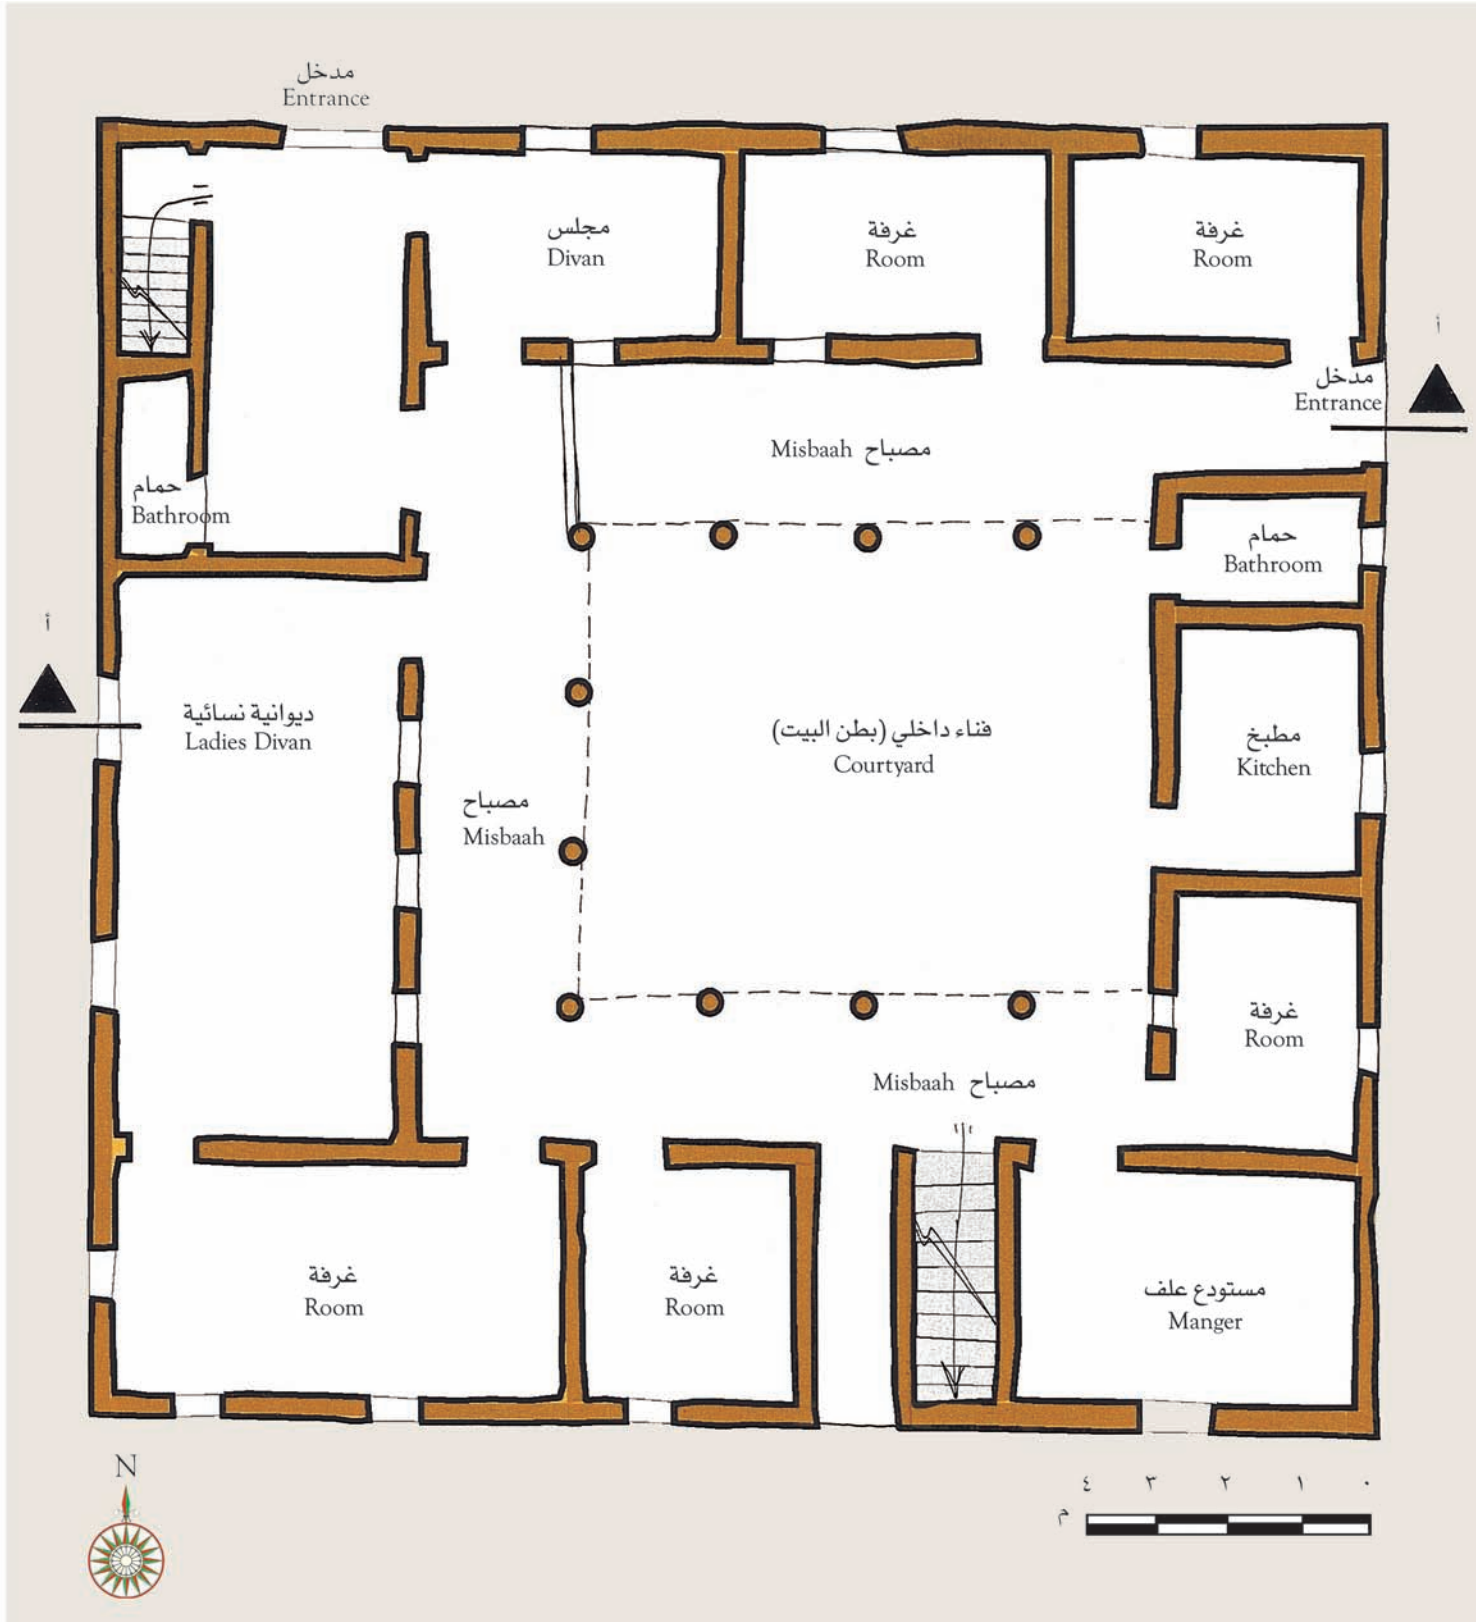 مدخل
Entrance
مجلس
Divan
غرفة
Room
غرفة
Room
أ
مدخل
Entrance
Misbaah مصباح
حمام
Bathroom
حمام
Bathroom
أ
ديوانية نسائية
Ladies Divan
فناء داخلي (بطن البيت)
Courtyard
مطبخ
Kitchen
مصباح
Misbaah
غرفة
Room
Misbaah مصباح
غرفة
Room
غرفة
Room
مستودع علف
Manger
N
٤ ٣ ٢ ١ ٠
م